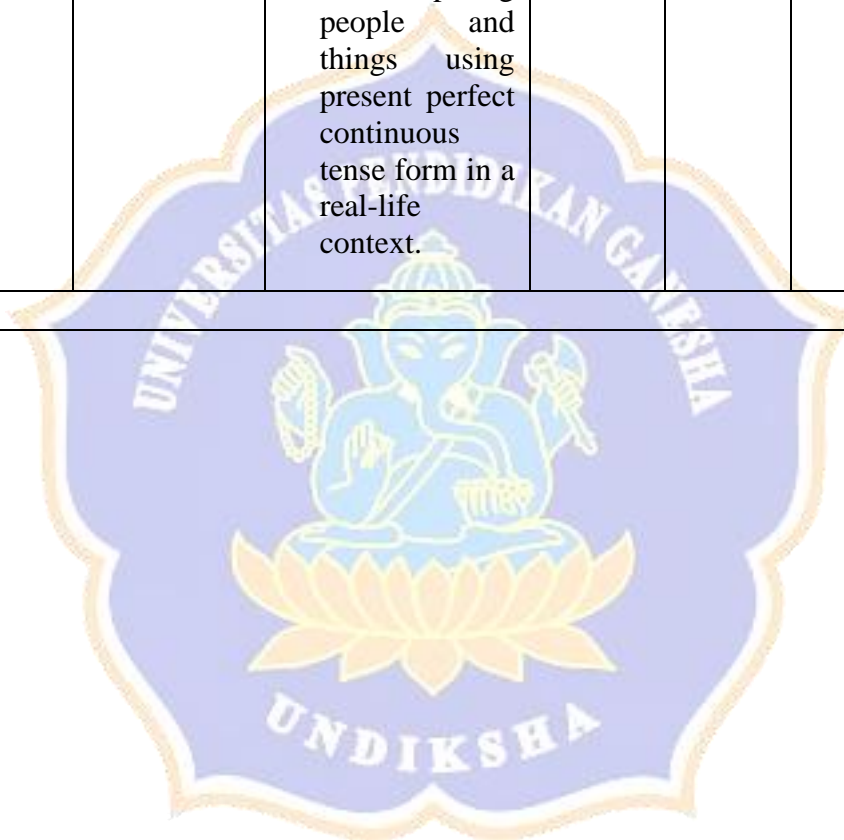 people and
things using
present perfect
continuous
tense form in a
real-life
context.
UNIVERSITAS PENDIDIKAN GANESHA
UNDIKSHA